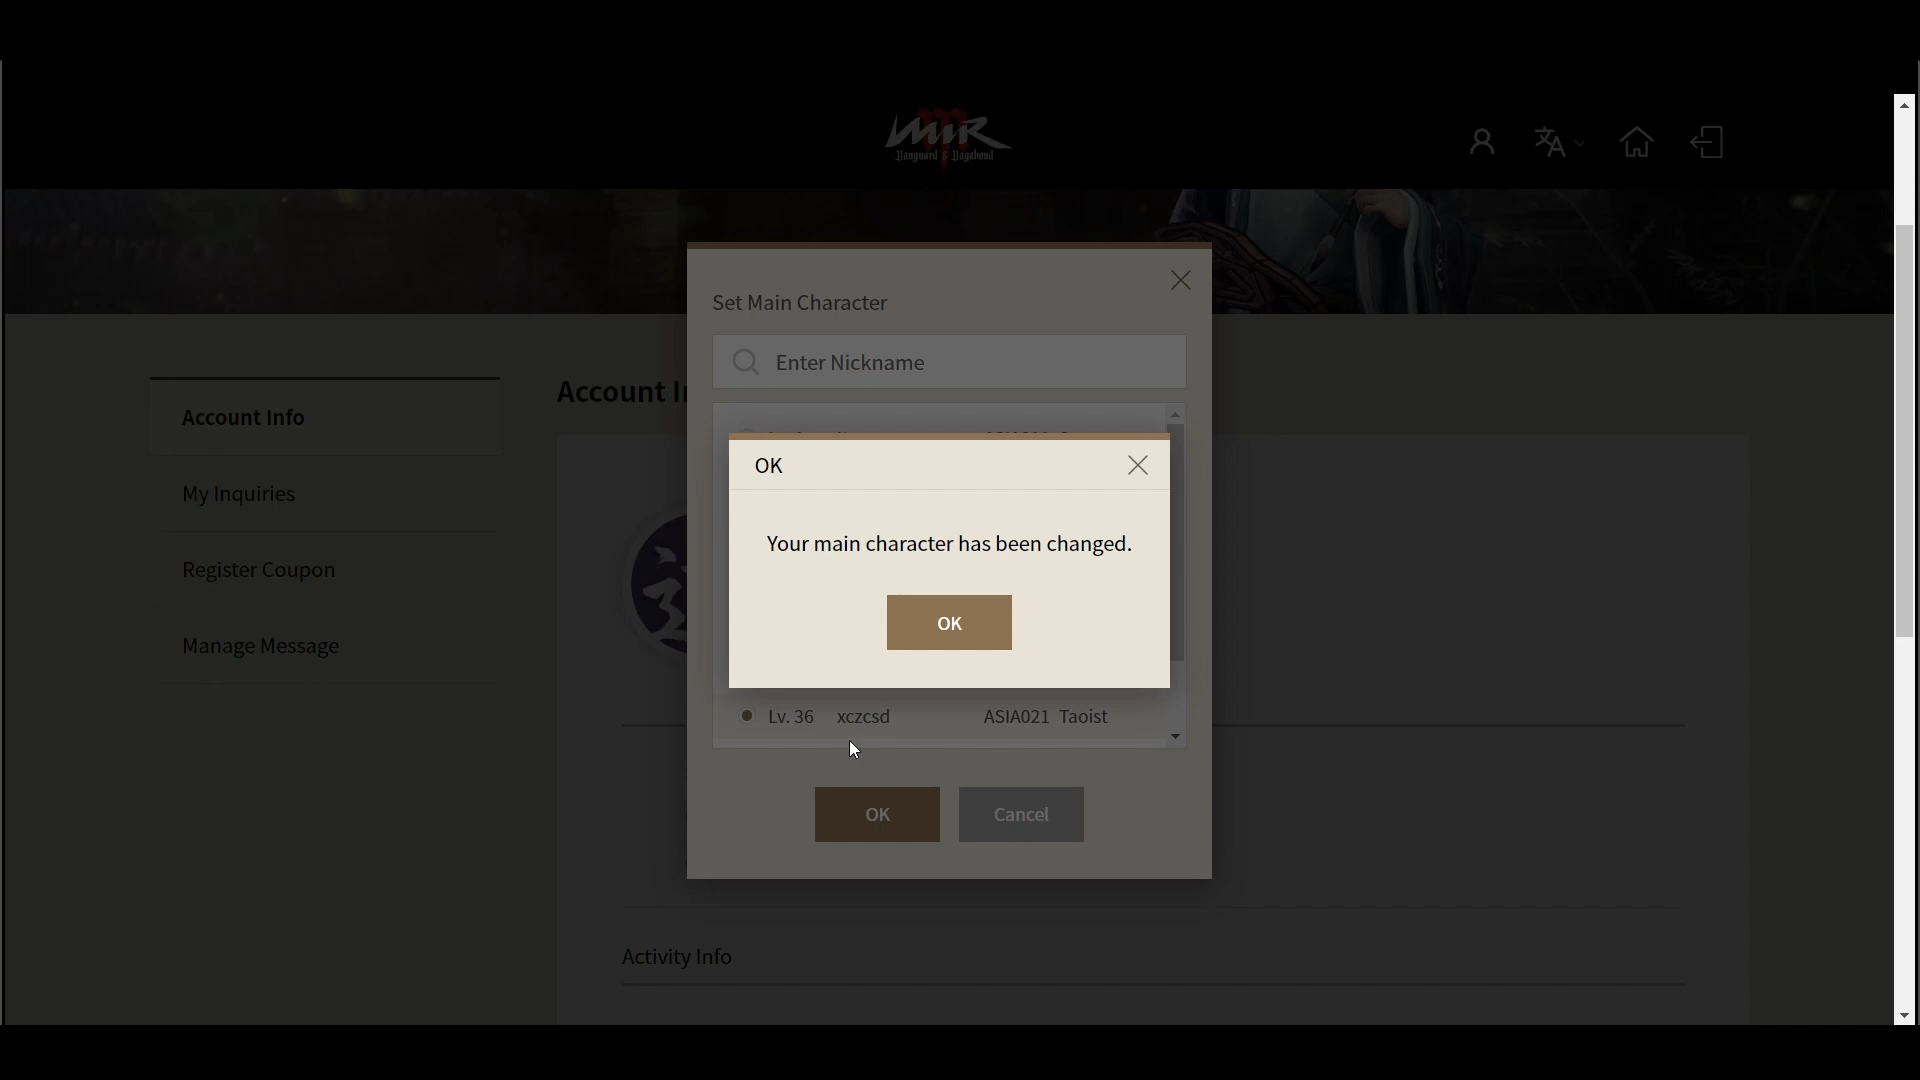 MIR
Vanguard & Vagabond
Set Main Character
Enter Nickname
Account Info
My Inquiries
Register Coupon
Manage Message
Account
OK
Your main character has been changed.
OK
Lv. 36 xczcsd ASIA021 Taoist
OK Cancel
Activity Info